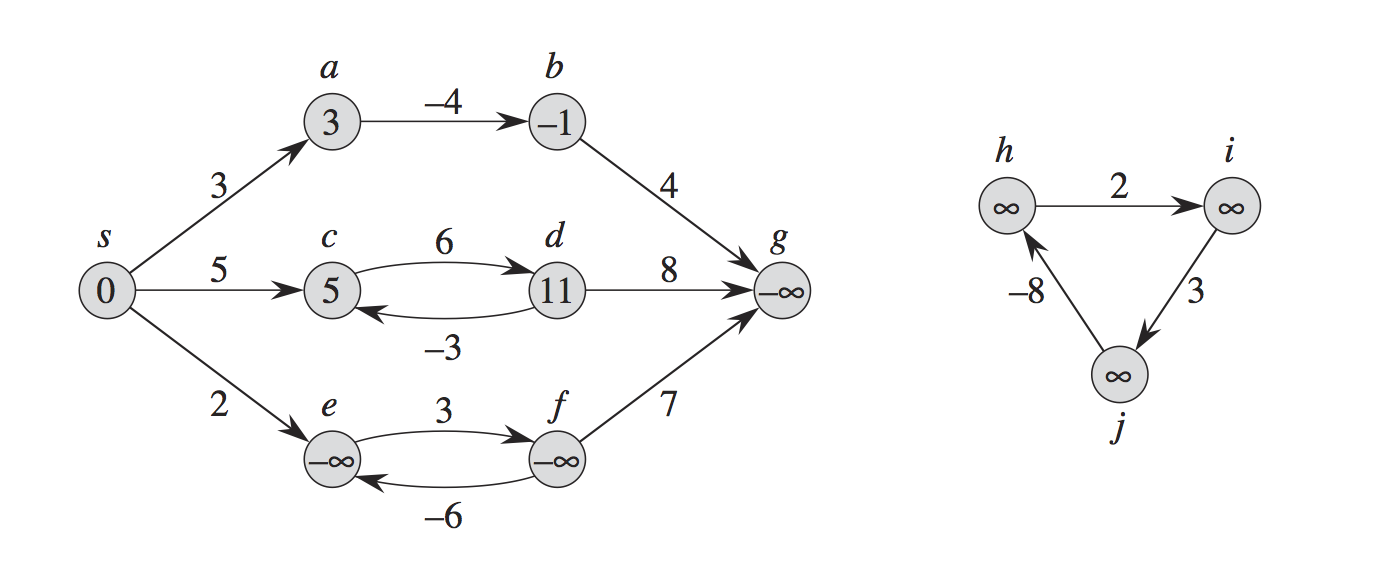 a b
3 –4 –1
h i
3 4
∞ 2 ∞
s c 6 d g
0 5 5 11 8 –∞
–8 3
–3
∞
2 e 3 f 7
j
–∞ –∞
–6